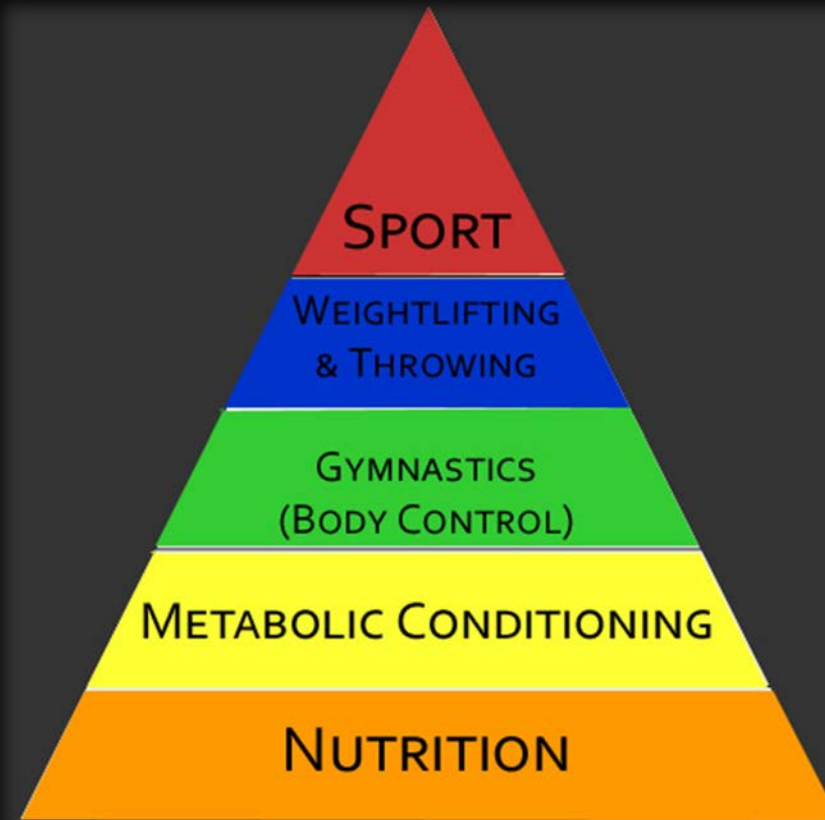 Sport
Weightlifting
& Throwing
Gymnastics
(Body Control)
Metabolic Conditioning
Nutrition